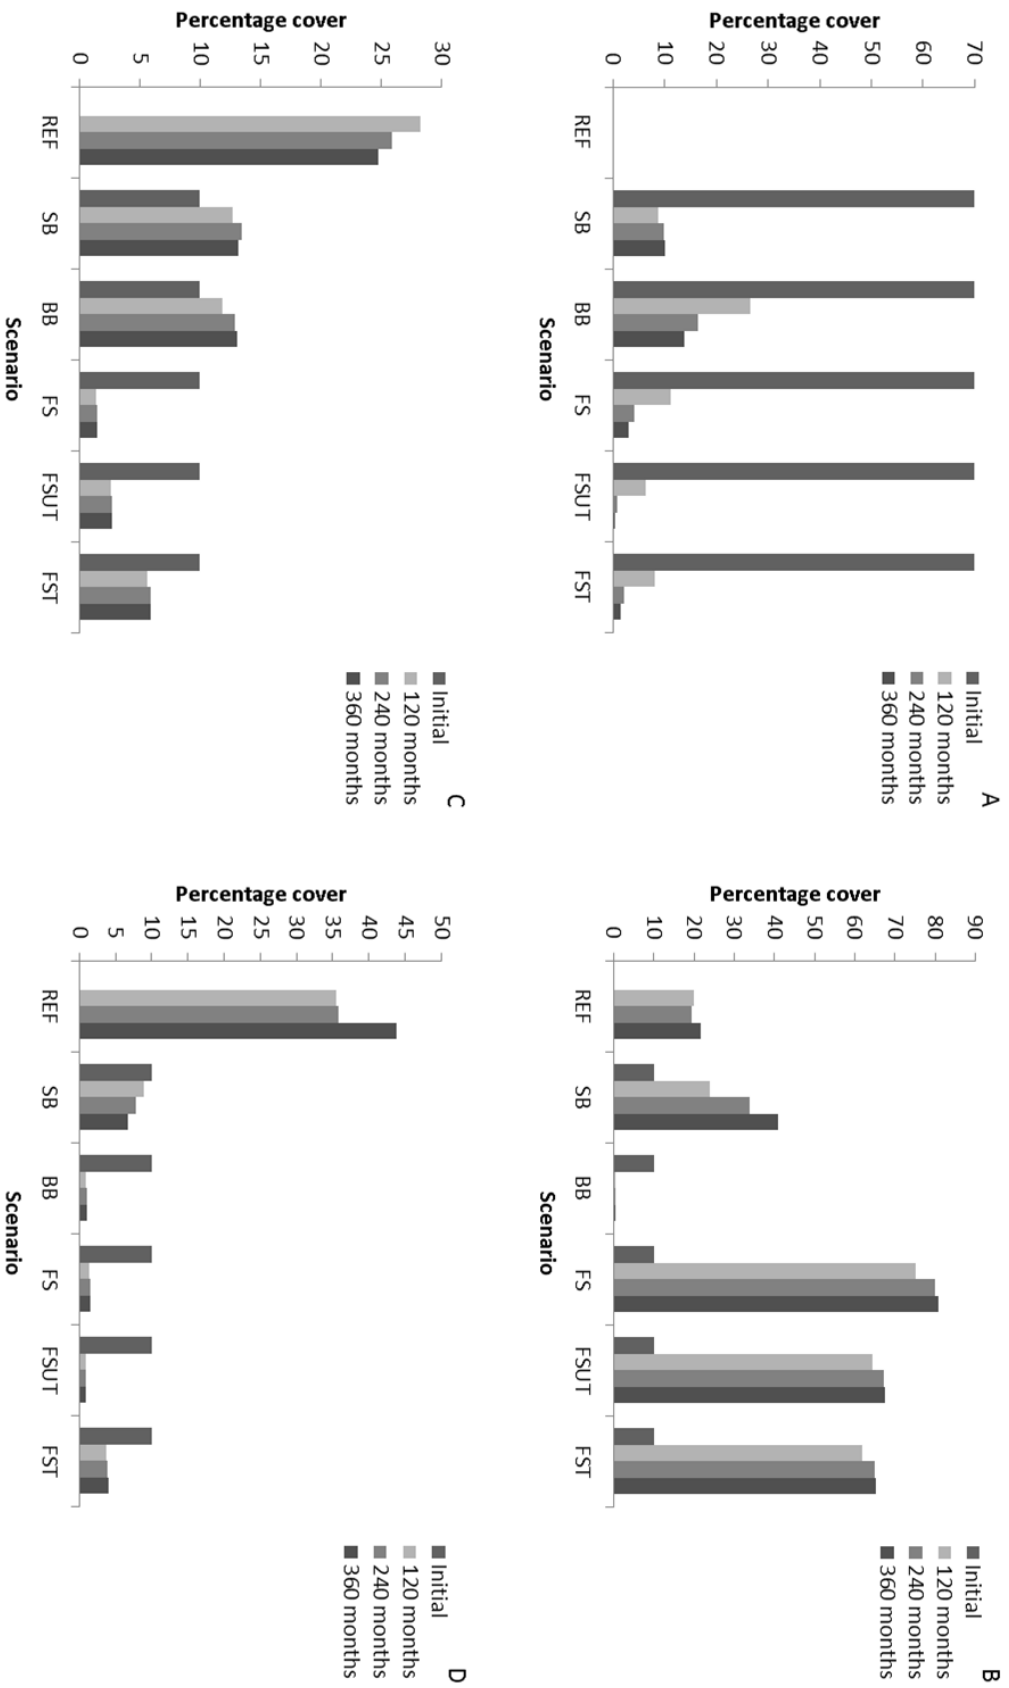 A
Percentage cover
70
60
50
40
30
20
10
0
REF SB BB FS FSUT FST
Scenario
Initial
120 months
240 months
360 months
B
Percentage cover
90
80
70
60
50
40
30
20
10
0
REF SB BB FS FSUT FST
Scenario
Initial
120 months
240 months
360 months
C
Percentage cover
30
25
20
15
10
5
0
REF SB BB FS FSUT FST
Scenario
Initial
120 months
240 months
360 months
D
Percentage cover
50
45
40
35
30
25
20
15
10
5
0
REF SB BB FS FSUT FST
Scenario
Initial
120 months
240 months
360 months